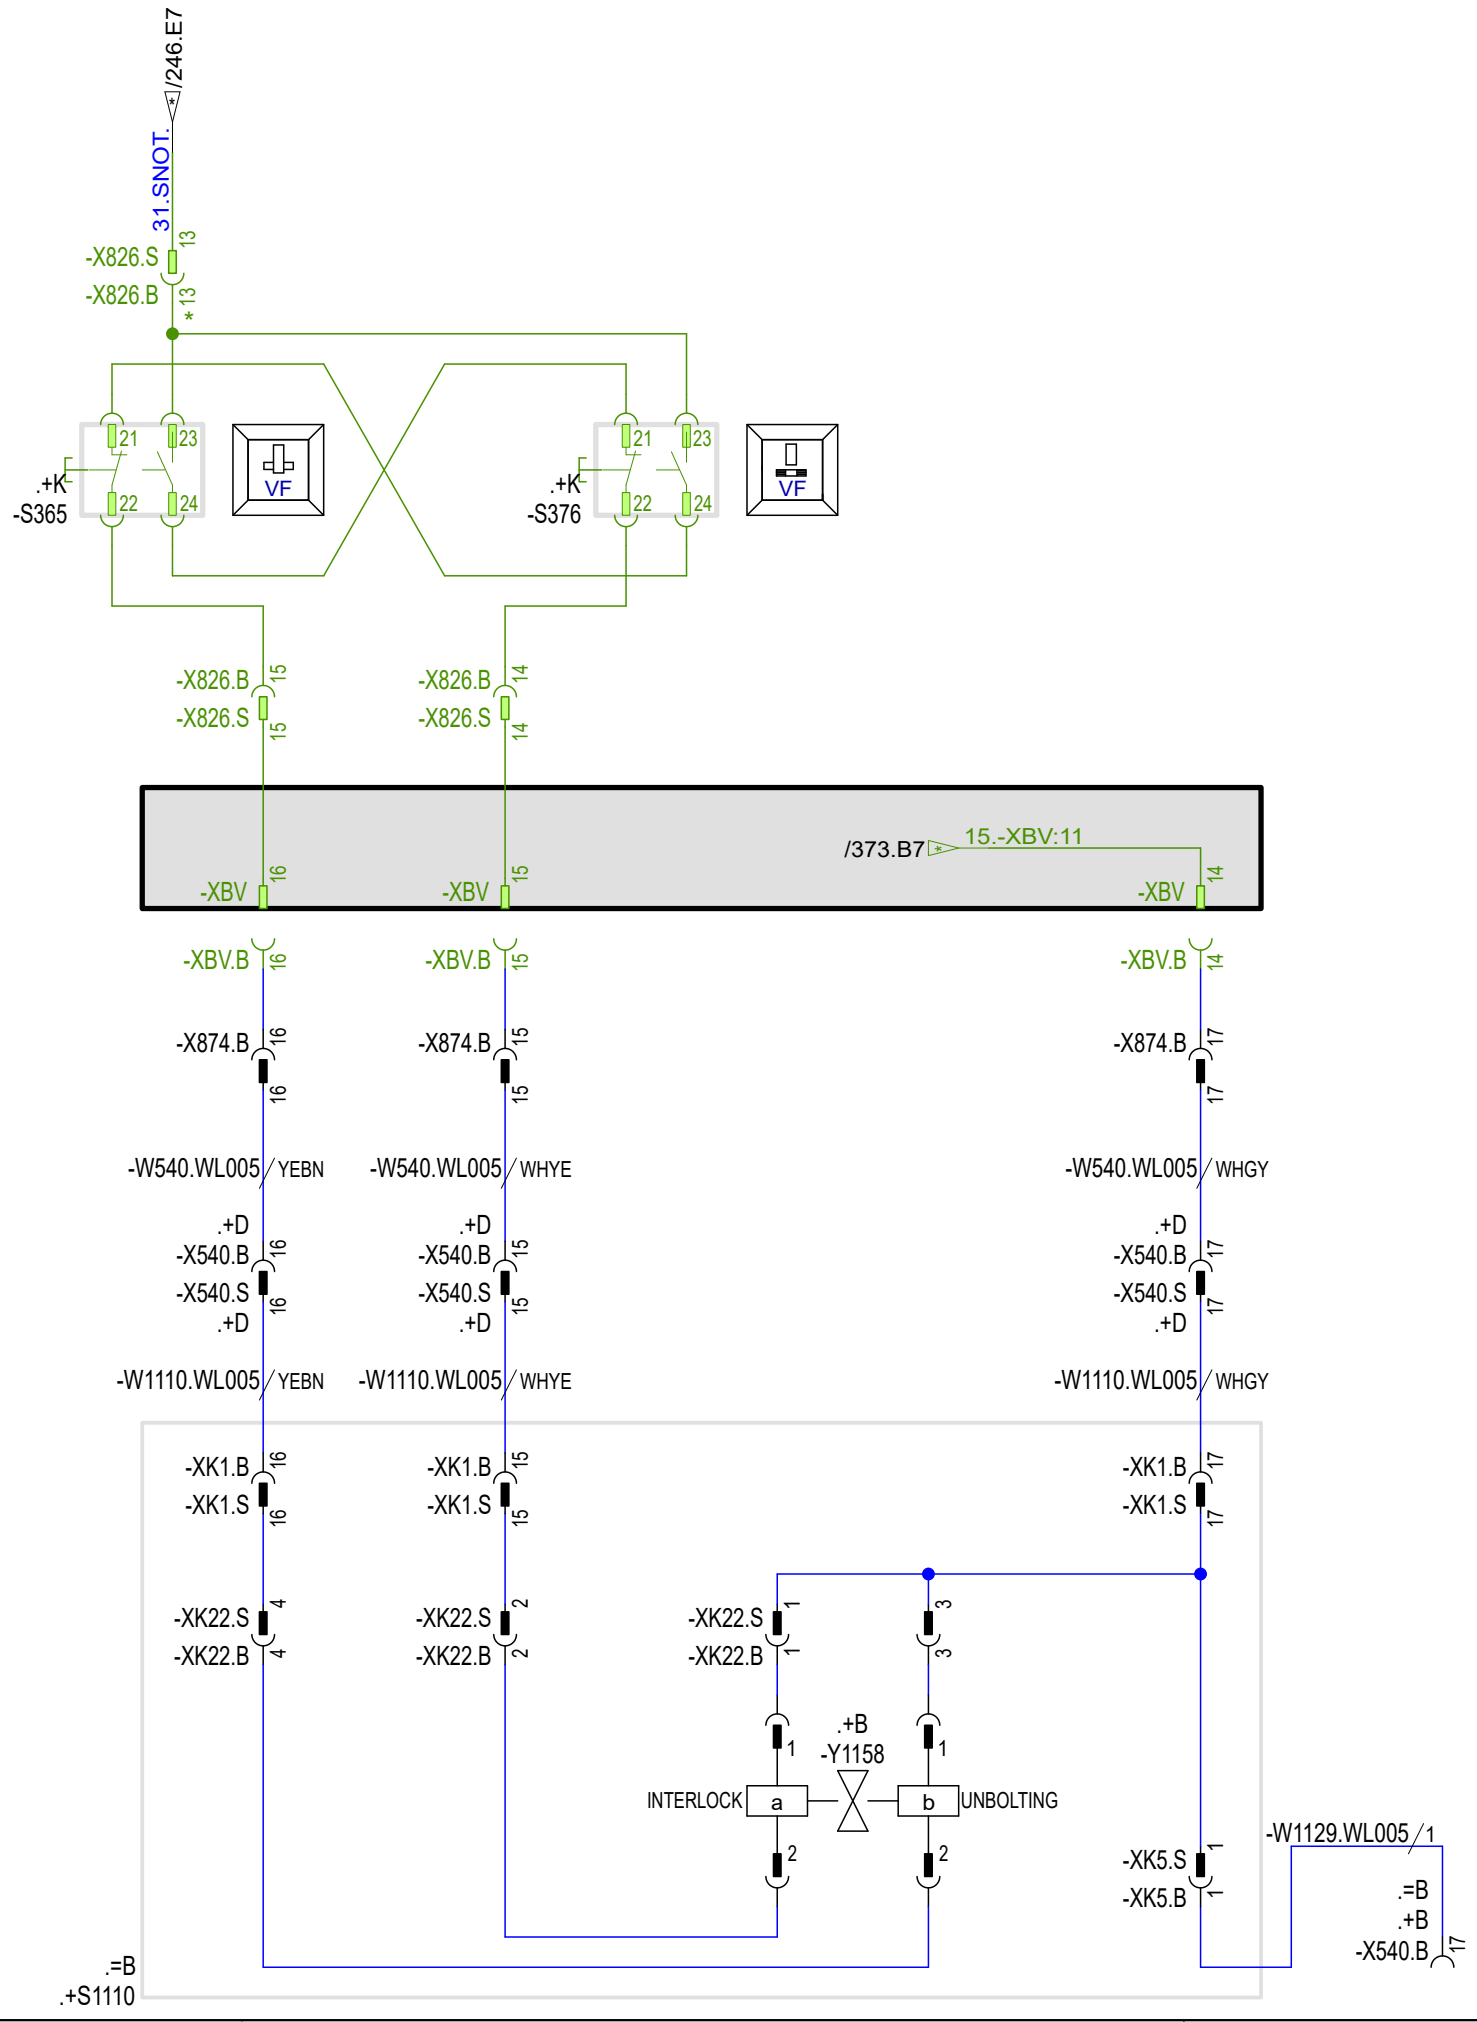 /246.E7
*
31.SNOT.
-X826.S 13
-X826.B 13
*
21 23 21 23
.+K .+K
-S365 -S376
22 24 VF 22 24 VF
-X826.B 15 -X826.B 14
-X826.S 15 -X826.S 14
/373.B7 * 15.-XBV:11
-XBV 16 -XBV 15 -XBV 14
-XBV.B 16 -XBV.B 15 -XBV.B 14
-X874.B 16 -X874.B 15 -X874.B 17
16 15 17
-W540.WL005 YEBN -W540.WL005 WHYE -W540.WL005 WHGY
.+D .+D .+D
-X540.B 16 -X540.B 15 -X540.B 17
-X540.S 16 -X540.S 15 -X540.S 17
.+D .+D .+D
-W1110.WL005 YEBN -W1110.WL005 WHYE -W1110.WL005 WHGY
-XK1.B 16 -XK1.B 15 -XK1.B 17
-XK1.S 16 -XK1.S 15 -XK1.S 17
-XK22.S 4 -XK22.S 2 -XK22.S 1 3
-XK22.B 4 -XK22.B 2 -XK22.B 1 3
.+B
1 -Y1158 1
INTERLOCK a b UNBOLTING
2 2
-W1129.WL005 1
-XK5.S 1
-XK5.B 1
.=B
.+B
-X540.B 17
.=B
.+S1110